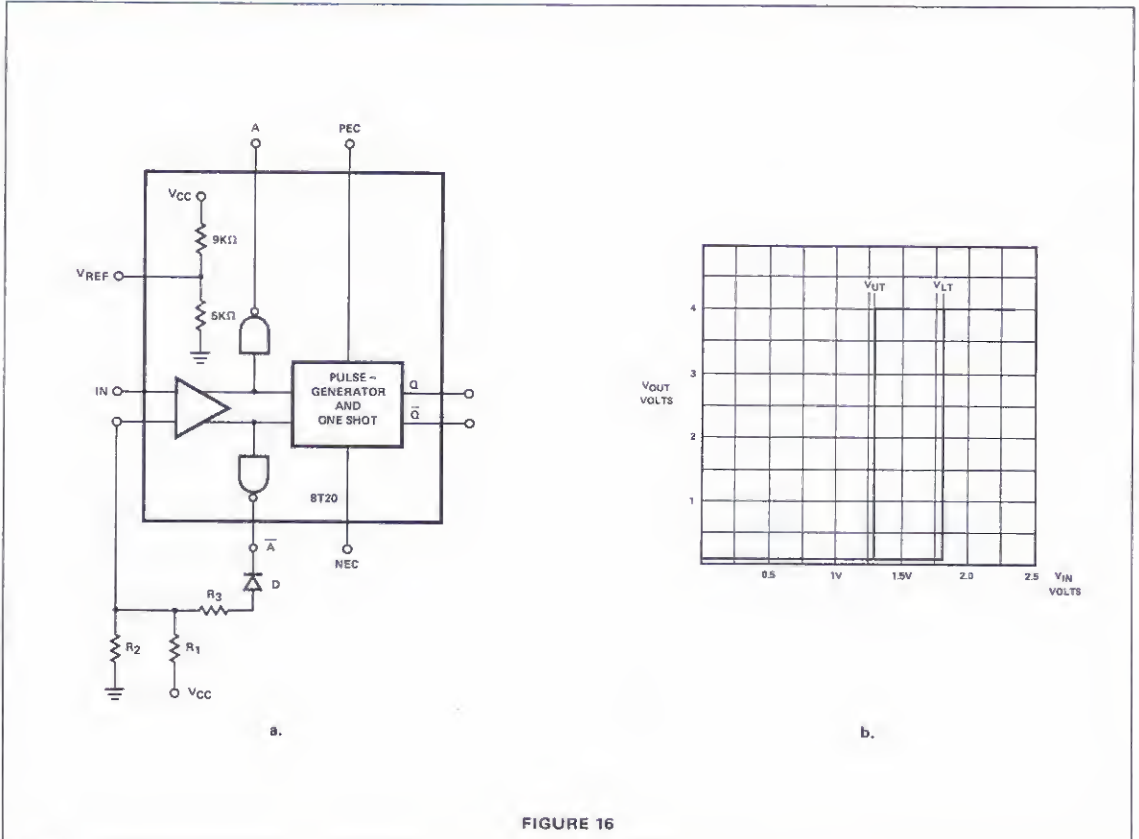 A
PEC
VCC
9KΩ
VREF
5KΩ
IN
PULSE-
GENERATOR
AND
ONE SHOT
Q
Q̅
8T20
A̅
NEC
D
R3
R2
R1
VCC
a.
VUT
VLT
4
3
2
1
VOUT
VOLTS
0.5
1V
1.5V
2.0
2.5
VIN
VOLTS
b.
FIGURE 16